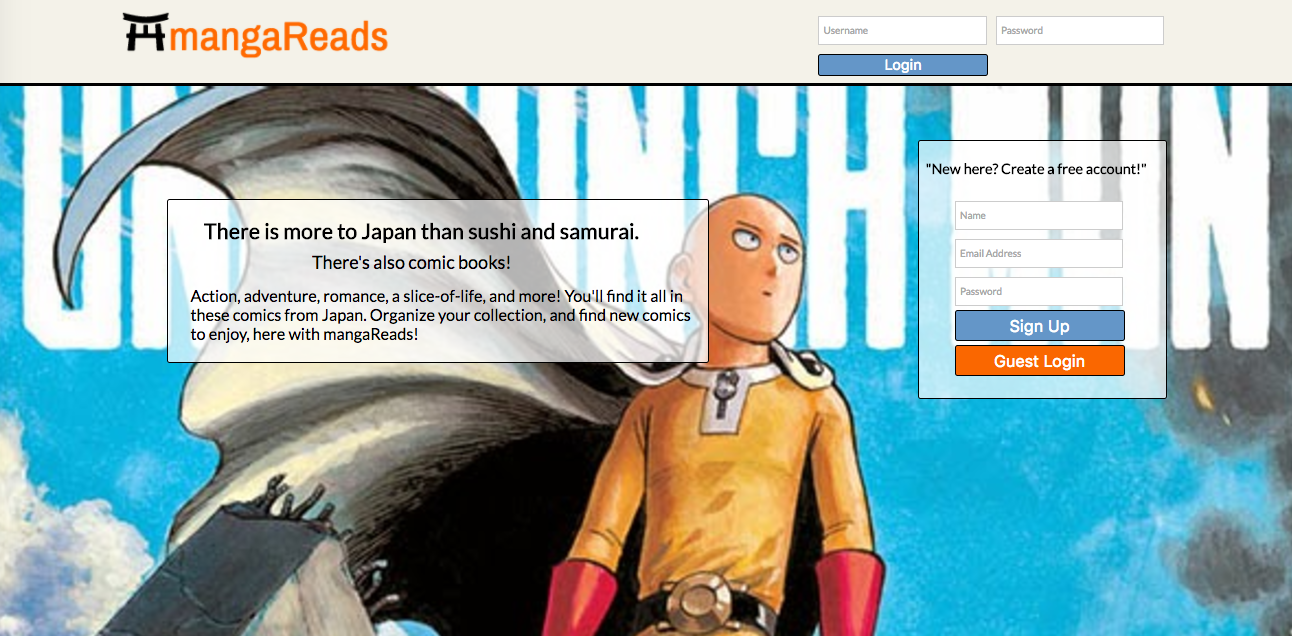 mangaReads
Username
Password
Login
"New here? Create a free account!"
There is more to Japan than sushi and samurai.
There's also comic books!
Action, adventure, romance, a slice-of-life, and more! You'll find it all in
these comics from Japan. Organize your collection, and find new comics
to enjoy, here with mangaReads!
Name
Email Address
Password
Sign Up
Guest Login